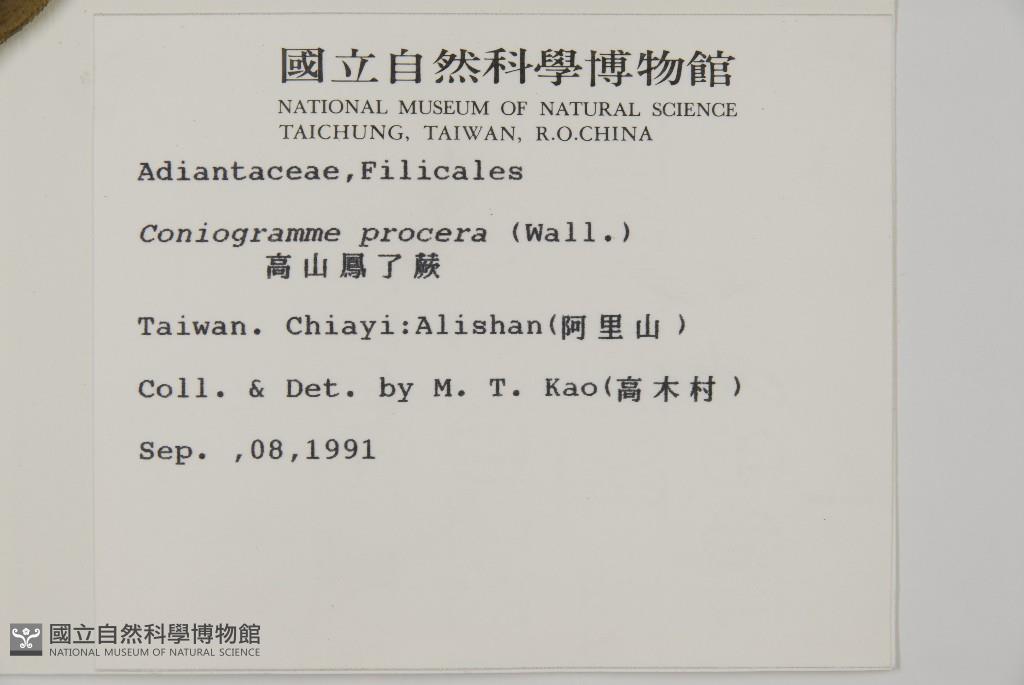 國立自然科學博物館
NATIONAL MUSEUM OF NATURAL SCIENCE
TAICHUNG, TAIWAN, R.O.CHINA
Adiantaceae,Filicales
Coniogramme procera (Wall.)
高山鳳了蕨
Taiwan. Chiayi:Alishan(阿里山)
Coll. & Det. by M. T. Kao(高木村)
Sep. ,08,1991
國立自然科學博物館
NATIONAL MUSEUM OF NATURAL SCIENCE